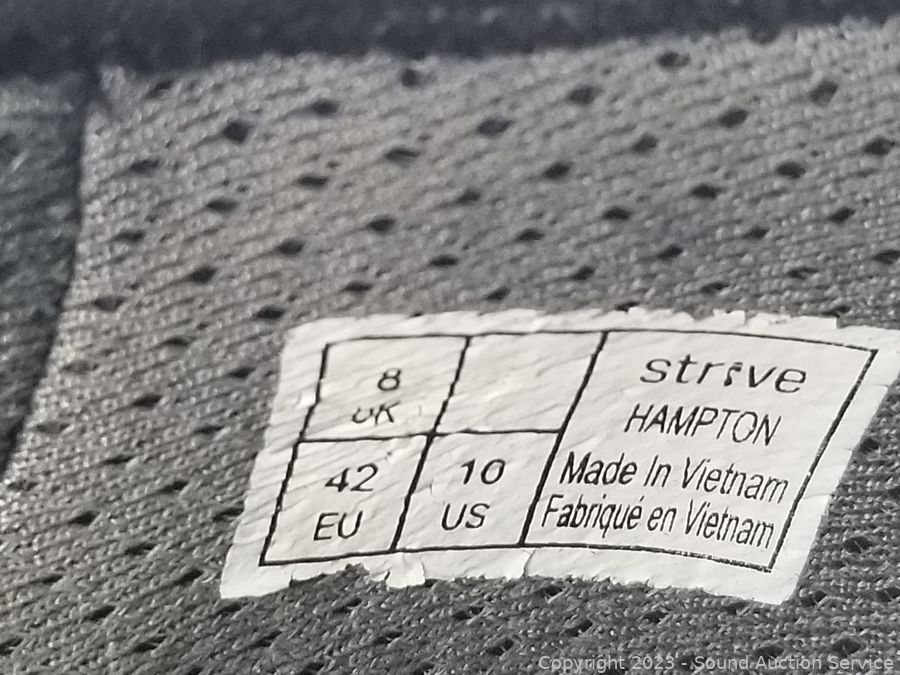 8
UK
42
EU
10
US
strive
HAMPTON
Made In Vietnam
Fabriqué en Vietnam
Copyright 2023 - Sound Auction Service